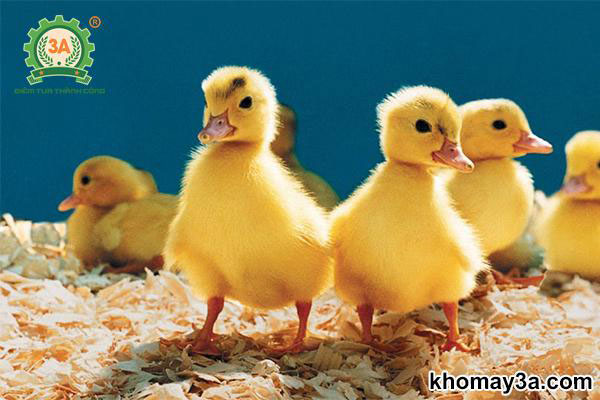 3A
®
ĐIỂM TỰA THÀNH CÔNG
khomay3a.com